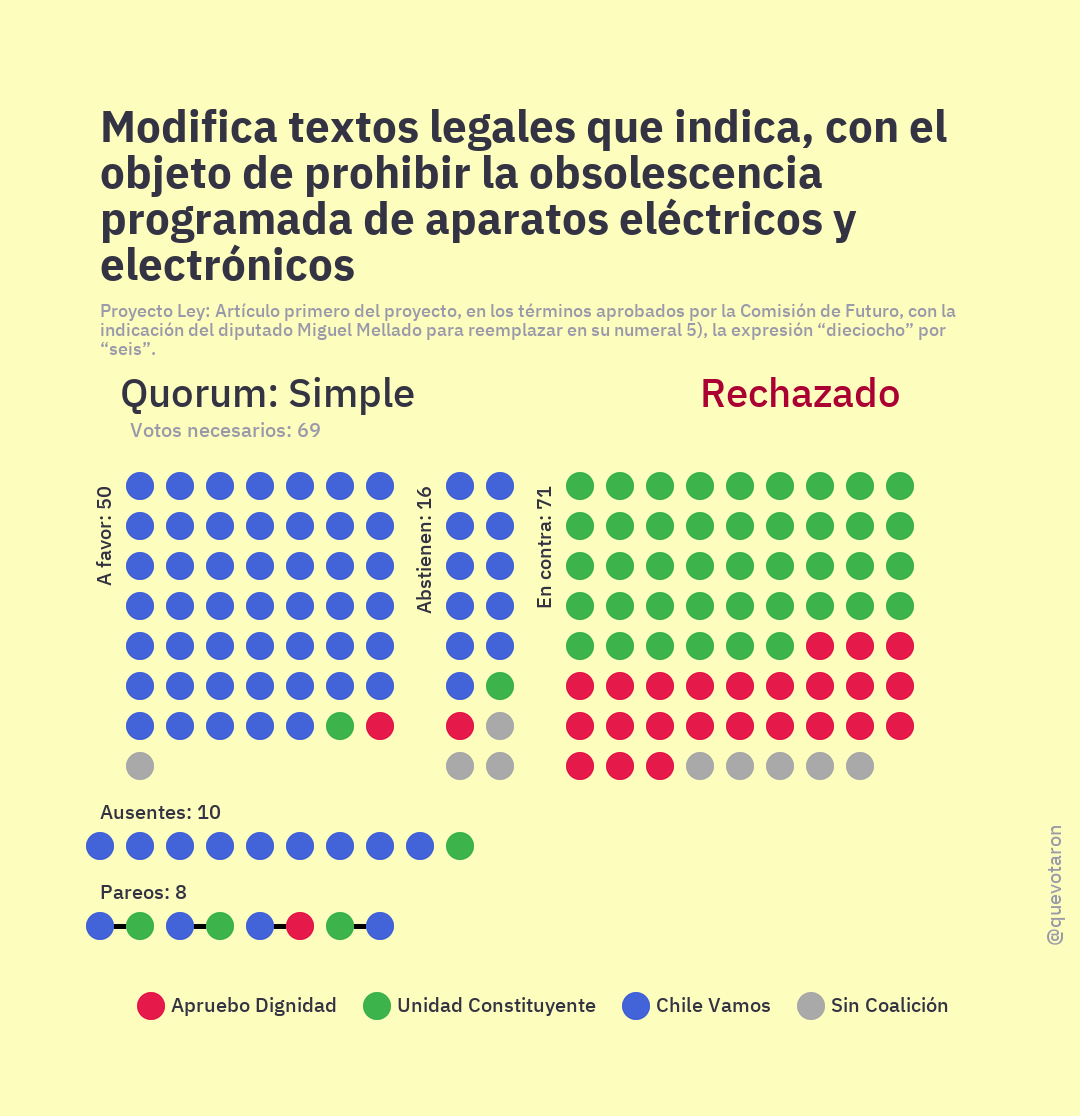 Modifica textos legales que indica, con el
objeto de prohibir la obsolescencia
programada de aparatos eléctricos y
electrónicos
Proyecto Ley: Artículo primero del proyecto, en los términos aprobados por la Comisión de Futuro, con la
indicación del diputado Miguel Mellado para reemplazar en su numeral 5), la expresión “dieciocho” por
“seis”.
Quorum: Simple
Rechazado
Votos necesarios: 69
A favor: 50
Abstienen: 16
En contra: 71
Ausentes: 10
Pareos: 8
@quevotaron
Apruebo Dignidad
Unidad Constituyente
Chile Vamos
Sin Coalición